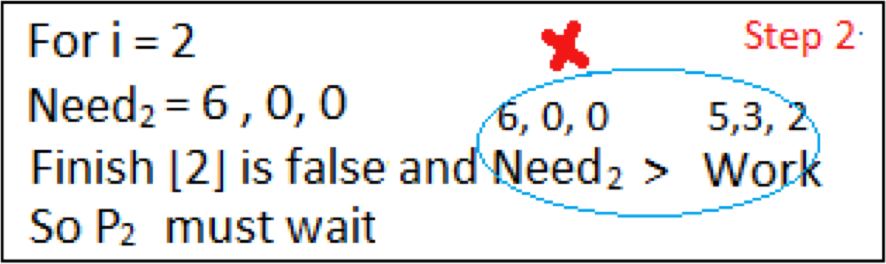 For i = 2
Step 2
Need₂ = 6 , 0, 0
6, 0, 0 5,3, 2
Finish ⌊2⌋ is false and Need₂ > Work
So P₂ must wait